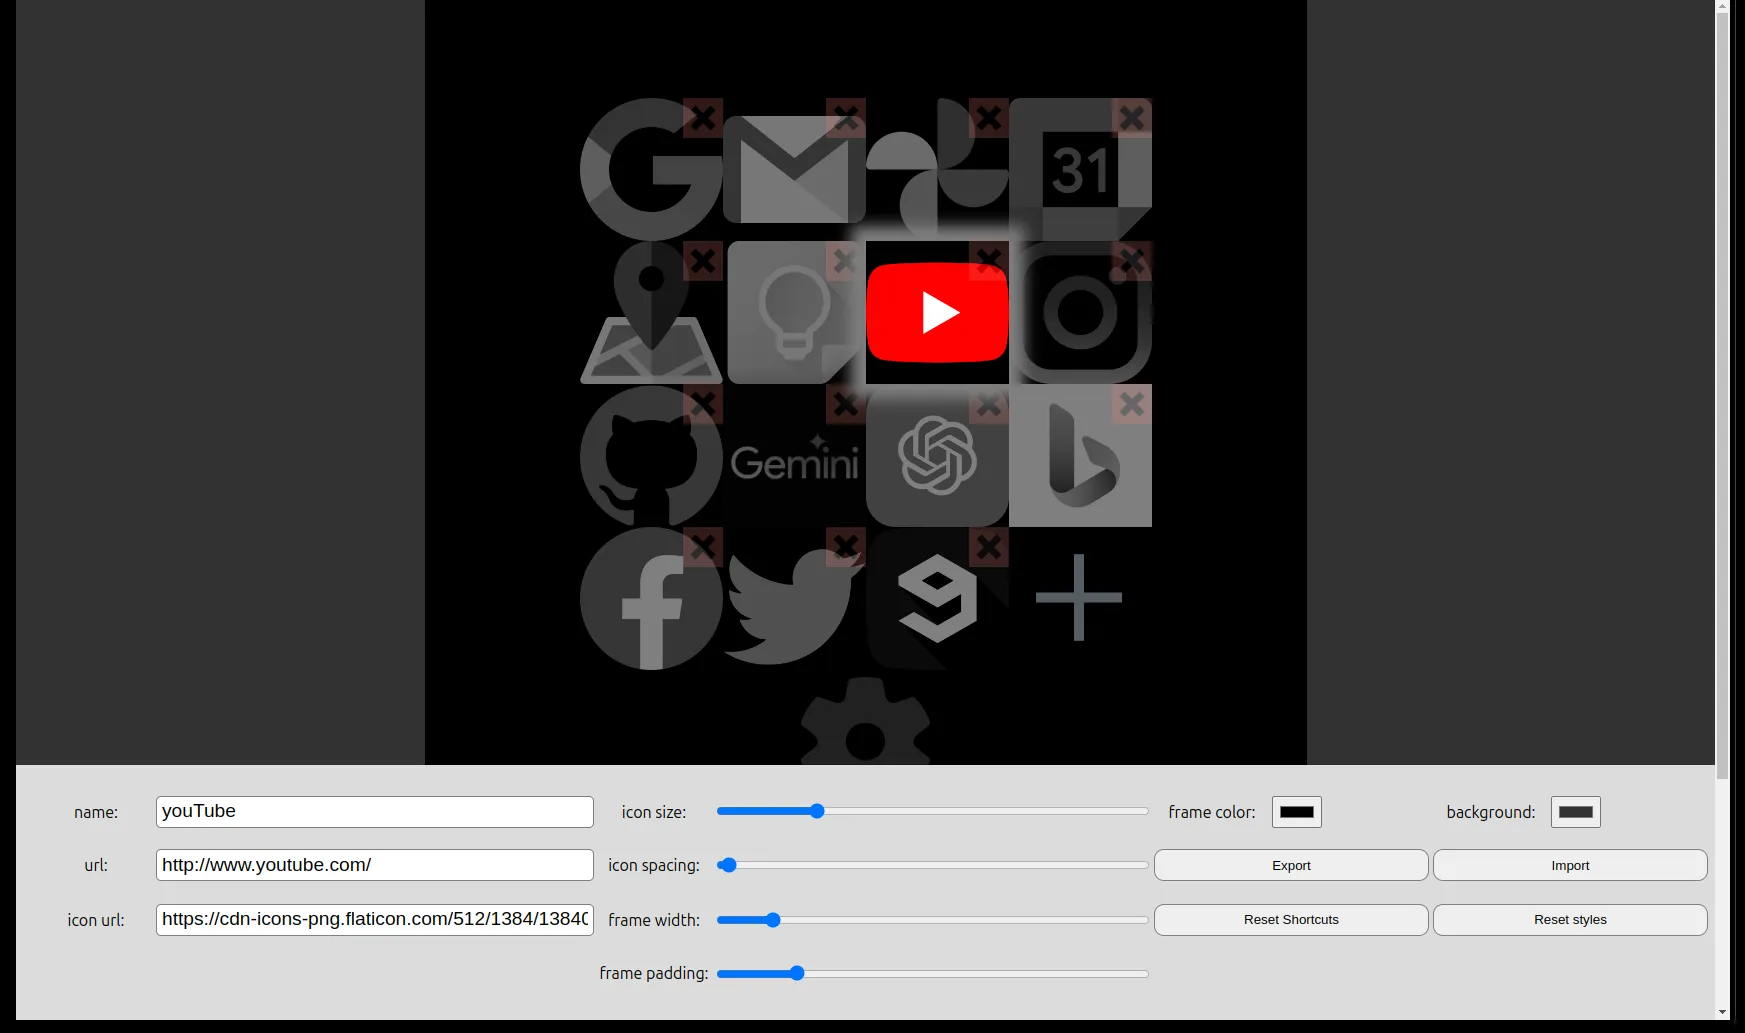 31
Gemini
name:
youTube
icon size:
frame color:
background:
url:
http://www.youtube.com/
icon spacing:
Export
Import
icon url:
https://cdn-icons-png.flaticon.com/512/1384/1384
frame width:
Reset Shortcuts
Reset styles
frame padding: